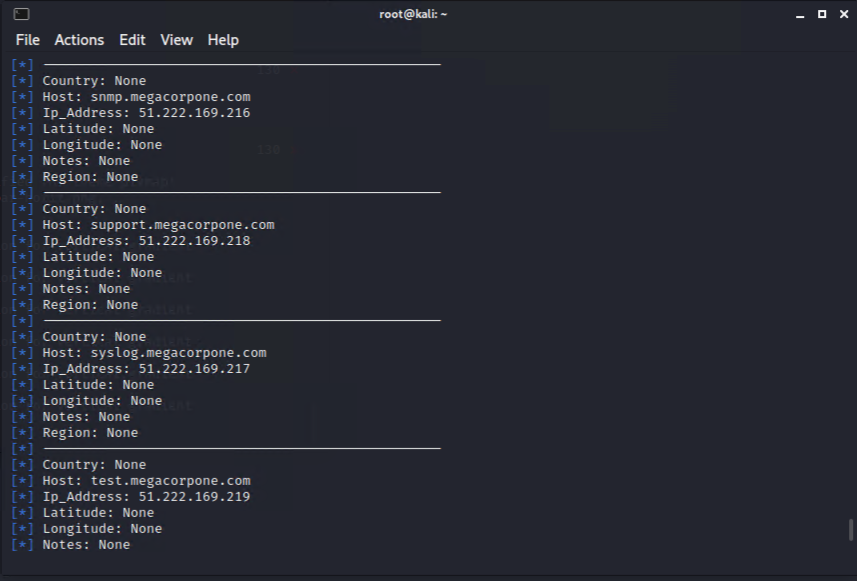 root@kali: ~
File Actions Edit View Help
[*] 
[*] Country: None
[*] Host: snmp.megacorpone.com
[*] Ip_Address: 51.222.169.216
[*] Latitude: None
[*] Longitude: None
[*] Notes: None
[*] Region: None
[*] 
[*] Country: None
[*] Host: support.megacorpone.com
[*] Ip_Address: 51.222.169.218
[*] Latitude: None
[*] Longitude: None
[*] Notes: None
[*] Region: None
[*] 
[*] Country: None
[*] Host: syslog.megacorpone.com
[*] Ip_Address: 51.222.169.217
[*] Latitude: None
[*] Longitude: None
[*] Notes: None
[*] Region: None
[*] 
[*] Country: None
[*] Host: test.megacorpone.com
[*] Ip_Address: 51.222.169.219
[*] Latitude: None
[*] Longitude: None
[*] Notes: None